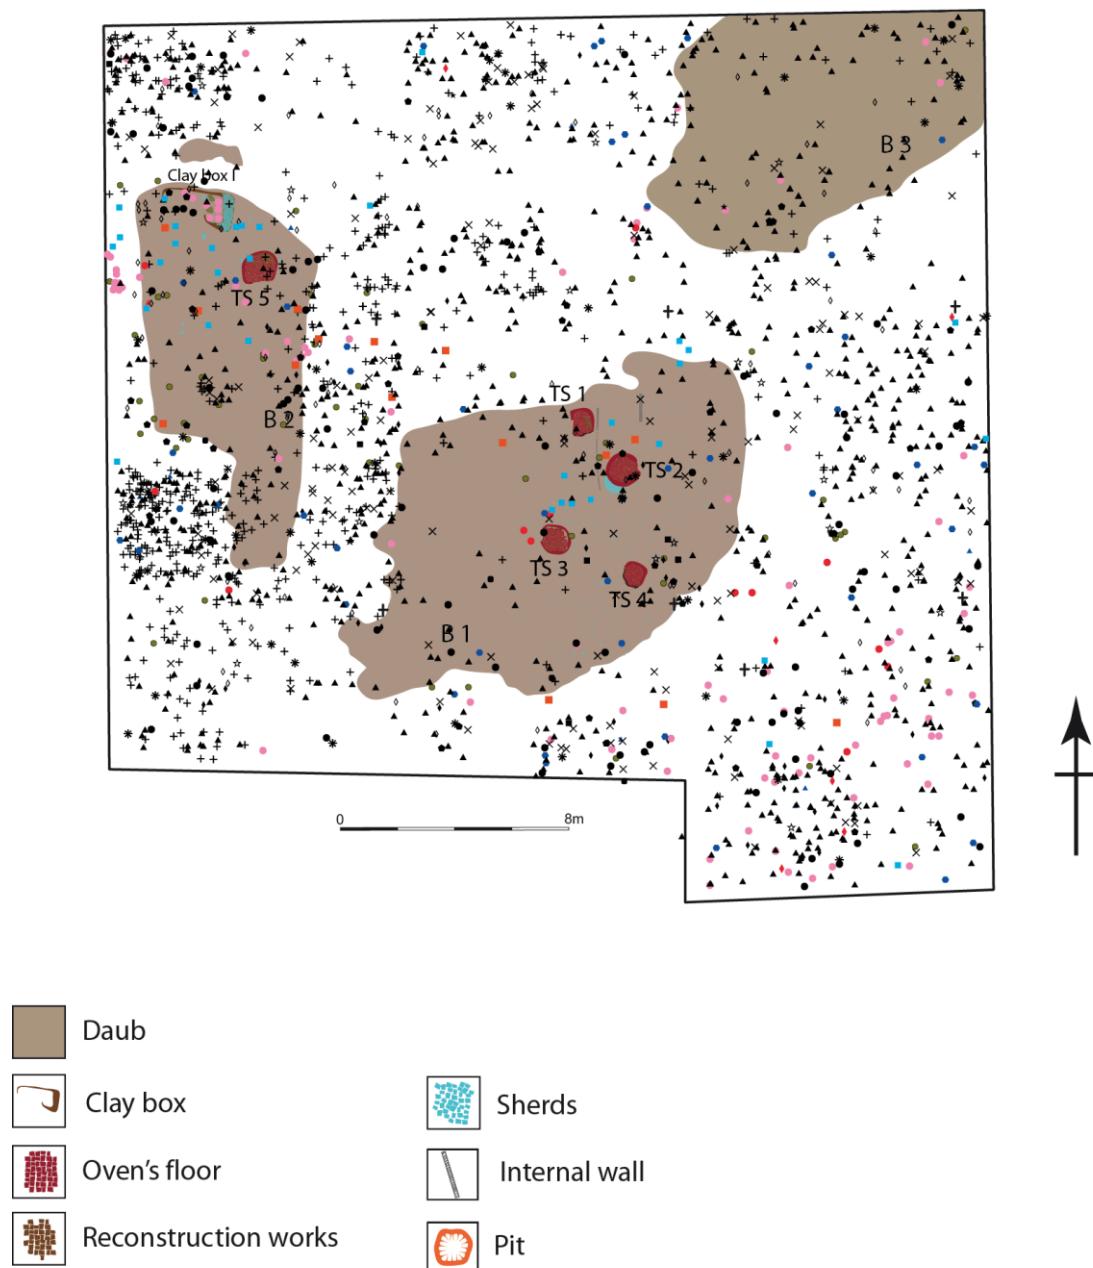 B 3
Clay box I
TS 5
TS 1
B 2
TS 2
TS 3
TS 4
B 1
0 8m
Daub
Clay box
Sherds
Oven's floor
Internal wall
Reconstruction works
Pit